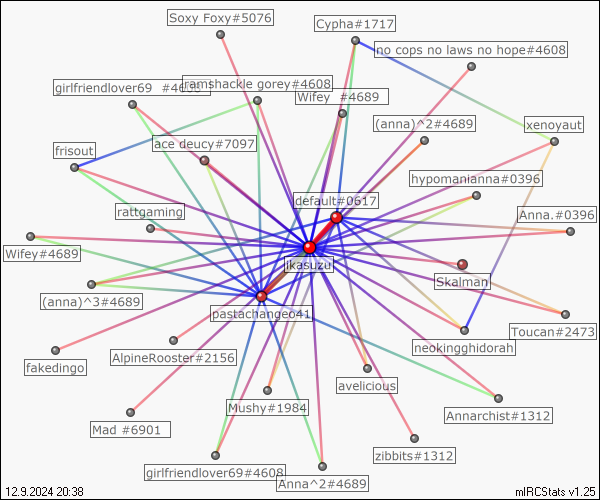 Soxy Foxy#5076
Cypha#1717
no cops no laws no hope#4608
girlfriendlover69 #4608
ramshackle gorey#4608
Wifey #4689
(anna)^2#4689
xenoyaut
frisout
ace deucy#7097
hypomanianna#0396
default#0617
rattgaming
Anna.#0396
Wifey#4689
ikasuzu
Skalman
(anna)^3#4689
pastachangeo41
Toucan#2473
neokingghidorah
fakedingo
AlpineRooster#2156
avelicious
Mushy#1984
Annarchist#1312
Mad #6901
zibbits#1312
girlfriendlover69#4608
Anna^2#4689
12.9.2024 20:38
mIRCStats v1.25